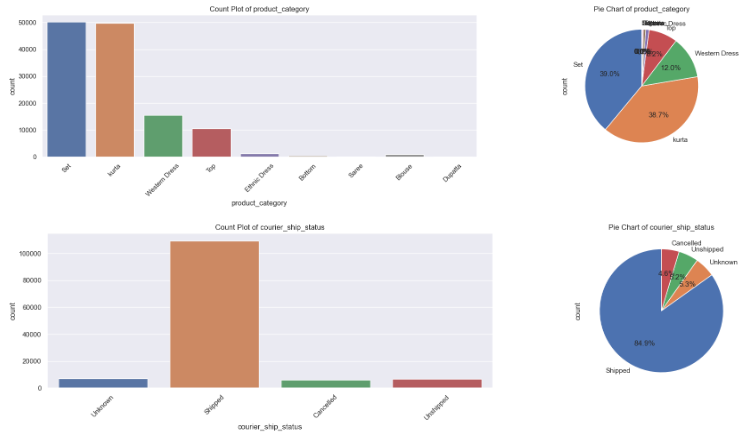 Count Plot of product_category
50000
40000
30000
20000
10000
0
count
Set
kurta
Western Dress
Top
Ethnic Dress
Bottom
Saree
Blouse
Dupatta
product_category
Pie Chart of product_category
Top
Western Dress
Set
kurta
12.0%
39.0%
38.7%
count
Count Plot of courier_ship_status
100000
80000
60000
40000
20000
0
count
Unknown
Shipped
Cancelled
Unshipped
courier_ship_status
Pie Chart of courier_ship_status
Cancelled
Unshipped
Unknown
Shipped
4.6%
5.3%
84.9%
count